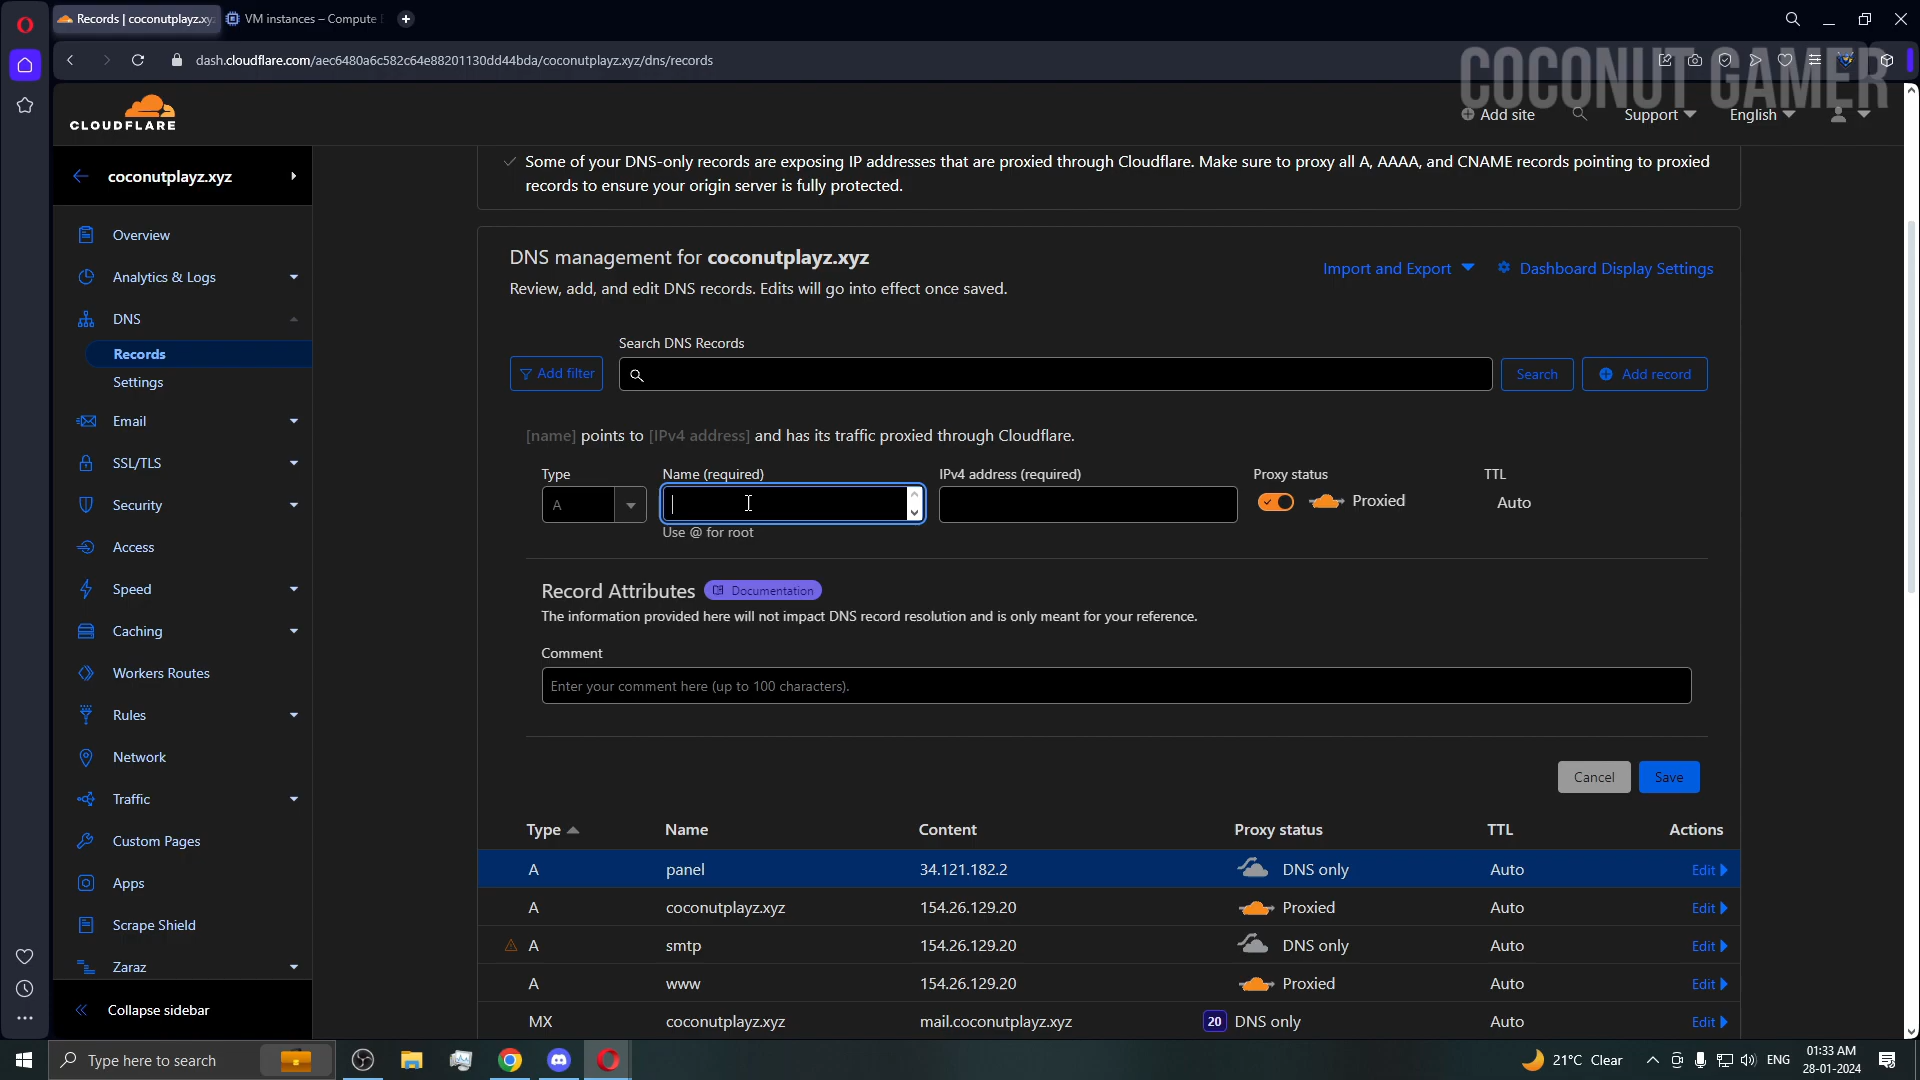 Records | coconutplayz.xy
VM instances – Compute
dash.cloudflare.com/aec6480a6c582c64e88201130dd44bda/coconutplayz.xyz/dns/records
COCONUT GAMER
CLOUDFLARE
Add site
Support
English
coconutplayz.xyz
Some of your DNS-only records are exposing IP addresses that are proxied through Cloudflare. Make sure to proxy all A, AAAA, and CNAME records pointing to proxied
records to ensure your origin server is fully protected.
Overview
Analytics & Logs
DNS
Records
Settings
Email
SSL/TLS
Security
Access
Speed
Caching
Workers Routes
Rules
Network
Traffic
Custom Pages
Apps
Scrape Shield
Zaraz
Collapse sidebar
DNS management for coconutplayz.xyz
Review, add, and edit DNS records. Edits will go into effect once saved.
Import and Export
Dashboard Display Settings
Search DNS Records
Add filter
Search
Add record
[name] points to [IPv4 address] and has its traffic proxied through Cloudflare.
Type
Name (required)
IPv4 address (required)
Proxy status
TTL
A
Proxied
Auto
Use @ for root
Record Attributes
Documentation
The information provided here will not impact DNS record resolution and is only meant for your reference.
Comment
Enter your comment here (up to 100 characters).
Cancel
Save
Type Name Content Proxy status TTL Actions
A panel 34.121.182.2 DNS only Auto Edit
A coconutplayz.xyz 154.26.129.20 Proxied Auto Edit
A smtp 154.26.129.20 DNS only Auto Edit
A www 154.26.129.20 Proxied Auto Edit
MX coconutplayz.xyz mail.coconutplayz.xyz 20 DNS only Auto Edit
Type here to search
21°C Clear
ENG
01:33 AM
28-01-2024